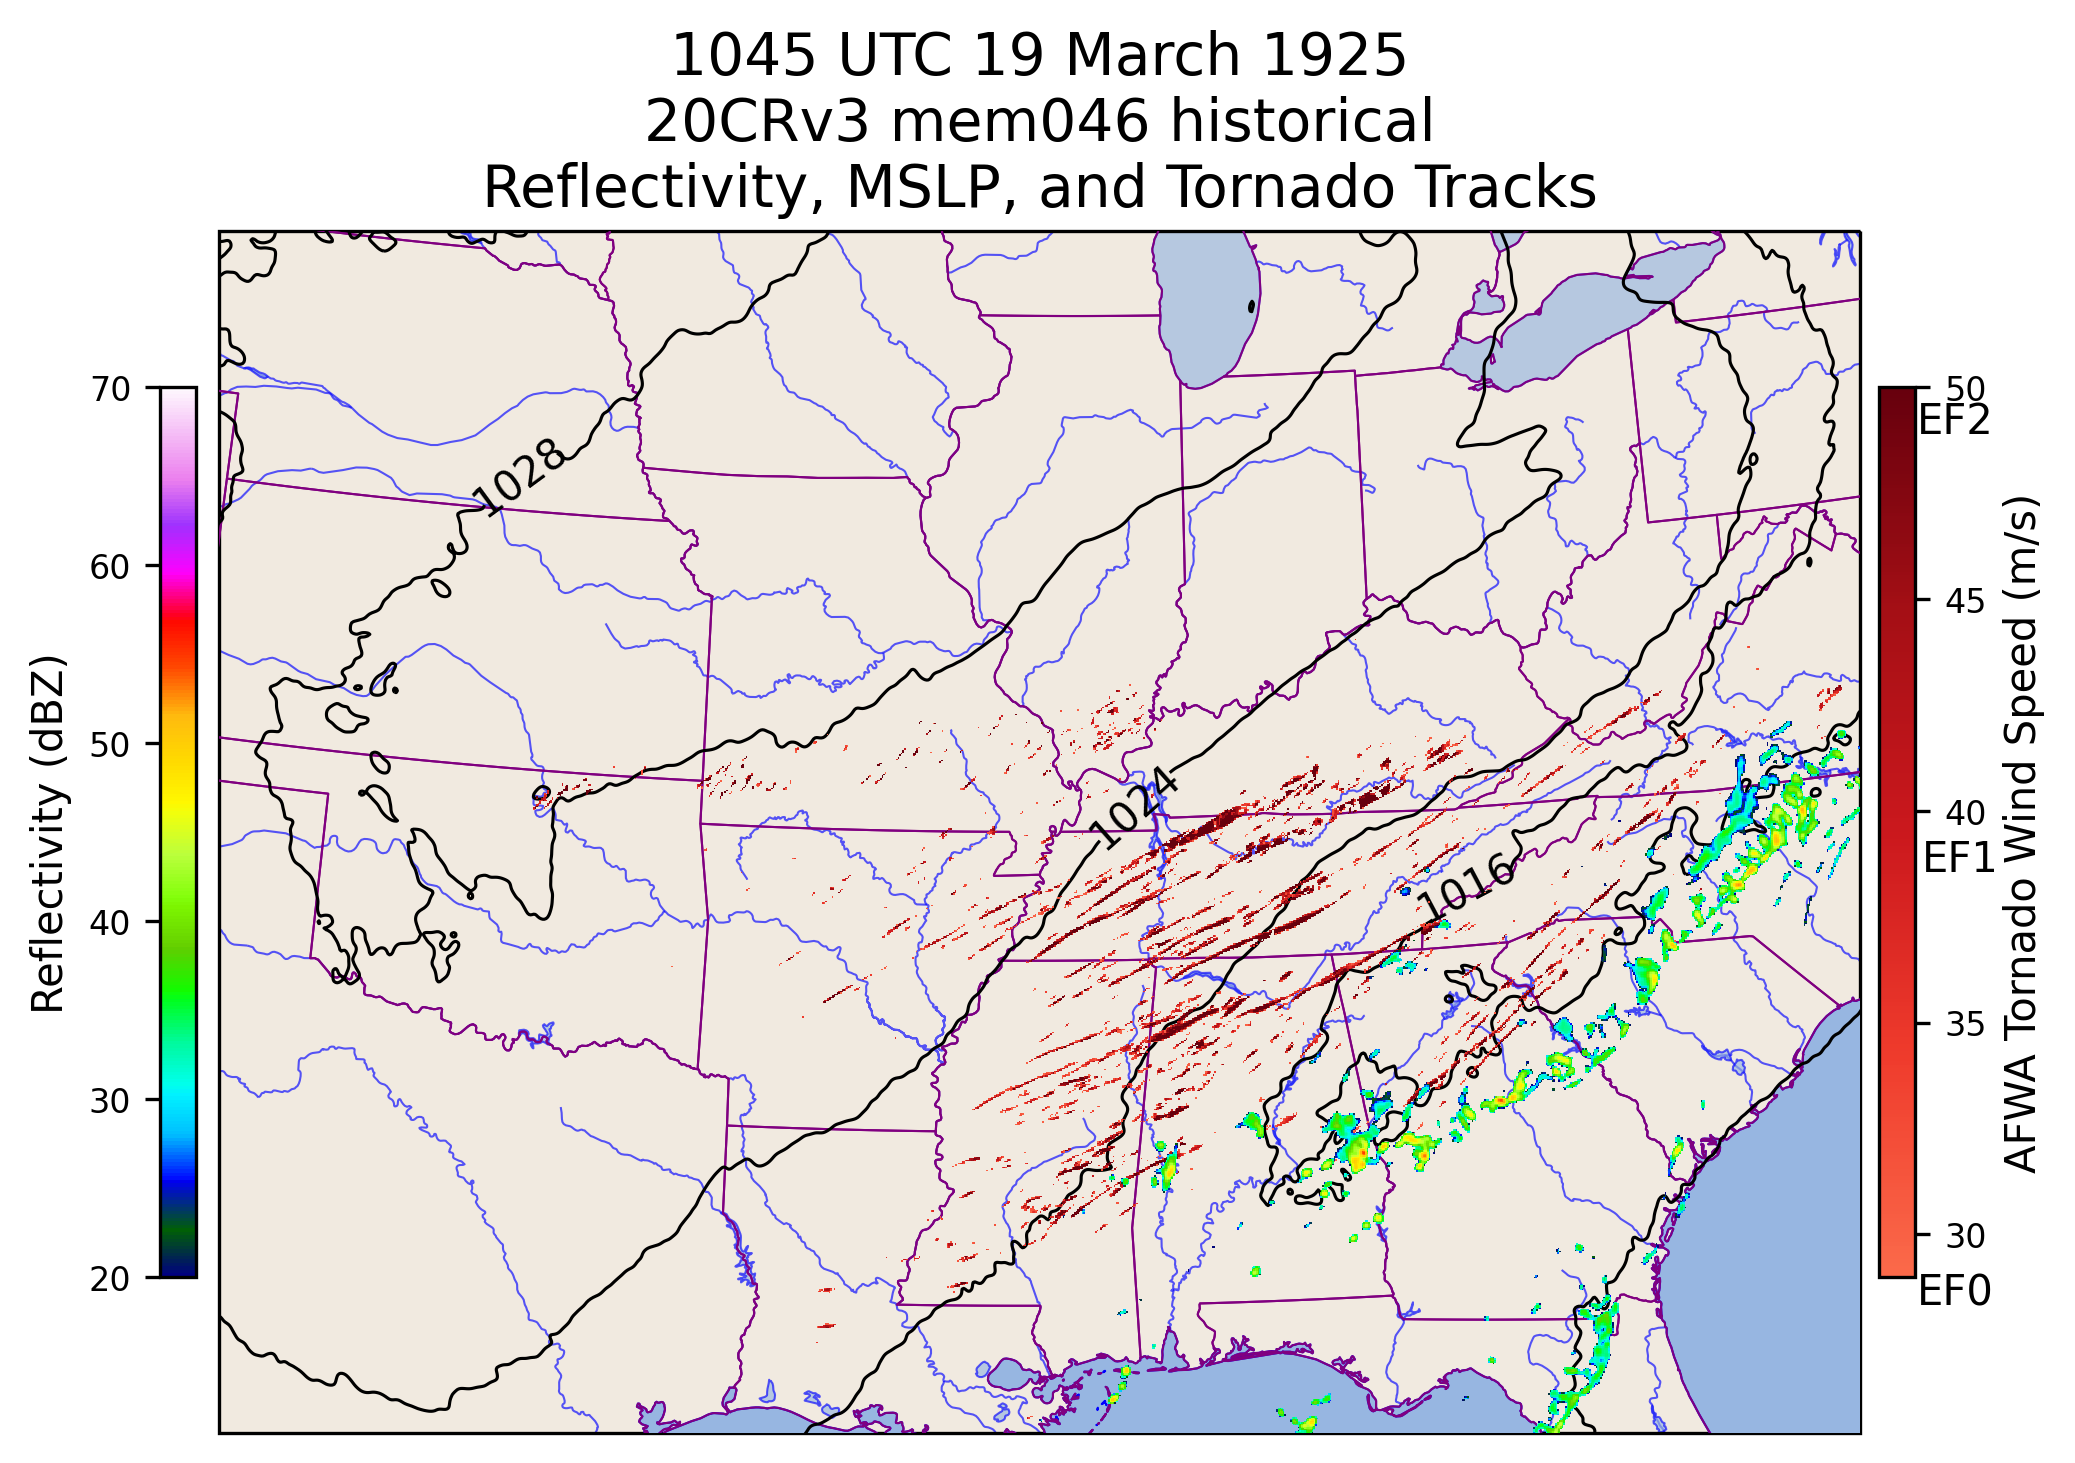 1045 UTC 19 March 1925
20CRv3 mem046 historical
Reflectivity, MSLP, and Tornado Tracks
70
60
50
40
30
20
Reflectivity (dBZ)
1028
1024
1016
50
EF2
45
40
EF1
35
30
EF0
AFWA Tornado Wind Speed (m/s)